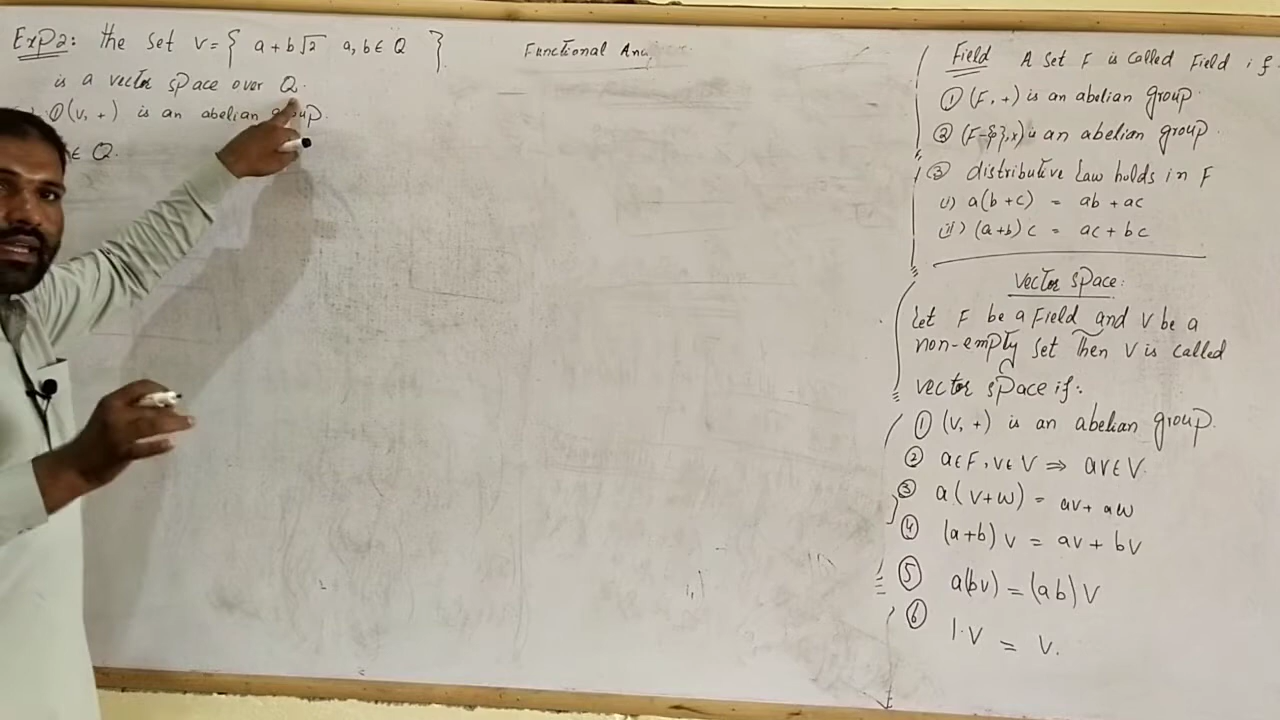 Exp2: the set V = { a + b√2 a, b ∈ Q }
is a vector space over Q.
①(V, +) is an abelian group.
∈ Q.
Functional Ana
Field A set F is called Field if
① (F, +) is an abelian group.
② (F-{ }, ×) is an abelian group.
③ distributive Law holds in F
(i) a(b+c) = ab + ac
(ii) (a+b)c = ac + bc
Vector space:
Let F be a Field and V be a
non-empty set Then V is called
vector space if:
① (V, +) is an abelian group.
② a∈F, v∈V ⇒ av∈V.
③ a(v+w) = av + aw
④ (a+b)v = av + bv
⑤ a(bv) = (ab)v
⑥ 1·v = v.